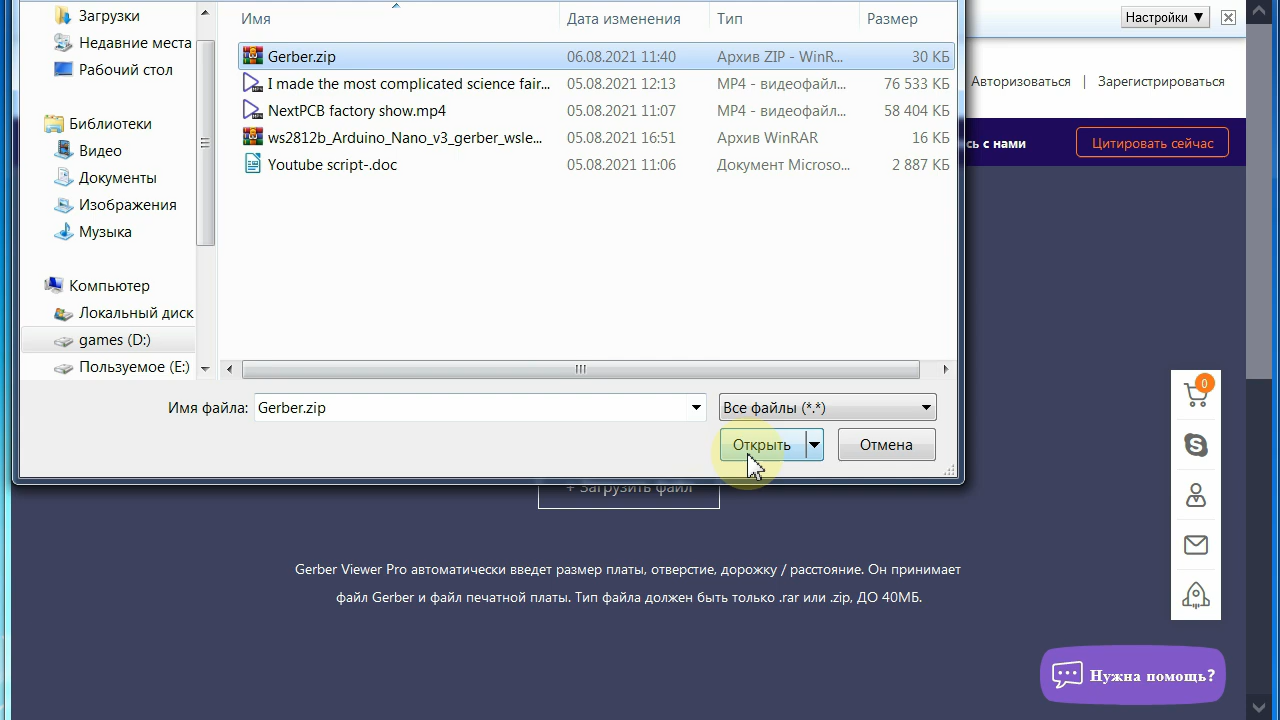 Загрузки
Недавние места
Рабочий стол
Библиотеки
Видео
Документы
Изображения
Музыка
Компьютер
Локальный диск
games (D:)
Пользуемое (E:)
Имя Дата изменения Тип Размер
Gerber.zip 06.08.2021 11:40 Архив ZIP - WinR... 30 КБ
I made the most complicated science fair... 05.08.2021 12:13 MP4 - видеофайл... 76 533 КБ
NextPCB factory show.mp4 05.08.2021 11:07 MP4 - видеофайл... 58 404 КБ
ws2812b_Arduino_Nano_v3_gerber_wsle... 05.08.2021 16:51 Архив WinRAR 16 КБ
Youtube script-.doc 05.08.2021 11:06 Документ Microso... 2 887 КБ
Имя файла: Gerber.zip Все файлы (*.*)
Открыть Отмена
Настройки ▼
Авторизоваться | Зарегистрироваться
сь с нами Цитировать сейчас
0
+ Загрузить файл
Gerber Viewer Pro автоматически введет размер платы, отверстие, дорожку / расстояние. Он принимает
файл Gerber и файл печатной платы. Тип файла должен быть только .rar или .zip, ДО 40МБ.
Нужна помощь?